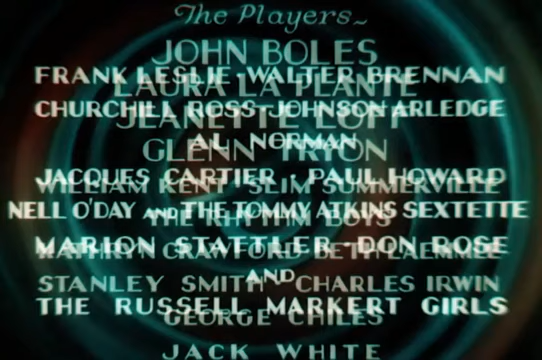 The Players~
JOHN BOLES
FRANK LESLIE · WALTER BRENNAN
LAURA LA PLANTE
CHURCHILL ROSS · JOHNSON ARLEDGE
JEANETTE LOFF
AL NORMAN
GLENN TRYON
JACQUES CARTIER · PAUL HOWARD
WILLIAM KENT · SLIM SUMMERVILLE
NELL O'DAY AND THE TOMMY ATKINS SEXTETTE
THE RHYTHM BOYS
MARION STATTLER · DON ROSE
KATHRYN CRAWFORD · BETH LAEMMLE
AND
STANLEY SMITH · CHARLES IRWIN
THE RUSSELL MARKERT GIRLS
GEORGE CHILES
JACK WHITE